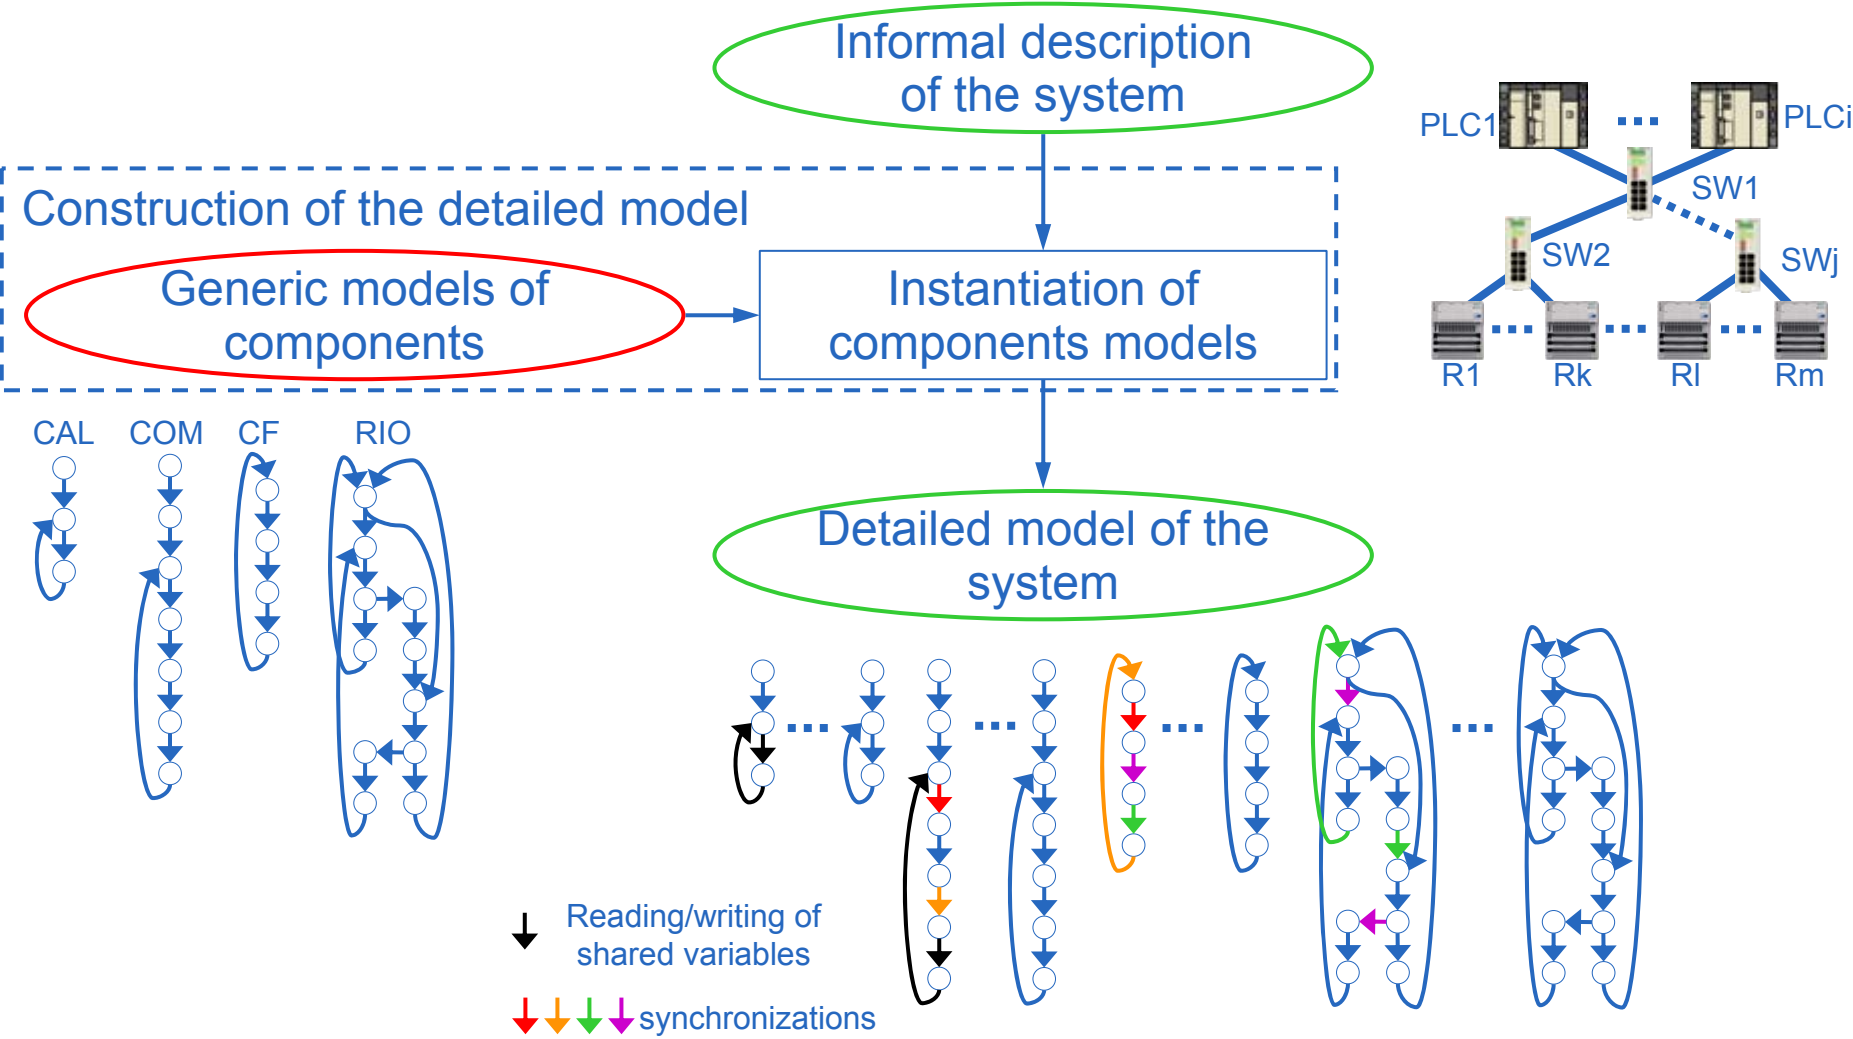 Informal description
of the system
PLC1
PLCi
SW1
SW2
SWj
R1
Rk
Rl
Rm
Construction of the detailed model
Generic models of
components
Instantiation of
components models
CAL
COM
CF
RIO
Detailed model of the
system
Reading/writing of
shared variables
synchronizations